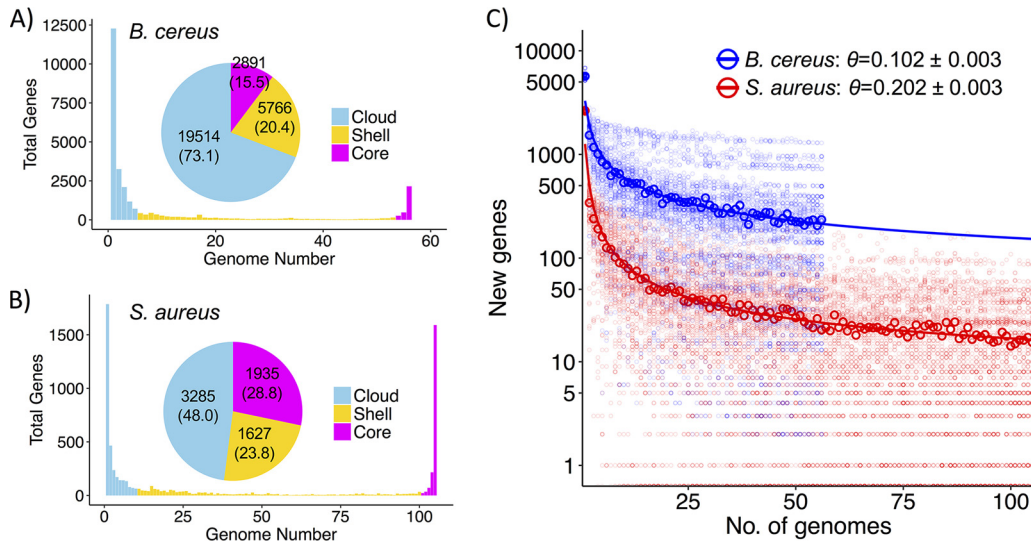 A)
B. cereus
12500
10000
7500
5000
2500
0
Total Genes
2891
(15.5)
5766
(20.4)
19514
(73.1)
Cloud
Shell
Core
0 20 40 60
Genome Number
B)
S. aureus
1500
1000
500
0
Total Genes
1935
(28.8)
3285
(48.0)
1627
(23.8)
Cloud
Shell
Core
0 25 50 75 100
Genome Number
C)
B. cereus: θ=0.102 ± 0.003
S. aureus: θ=0.202 ± 0.003
10000
5000
1000
500
100
50
10
5
1
New genes
25 50 75 100
No. of genomes